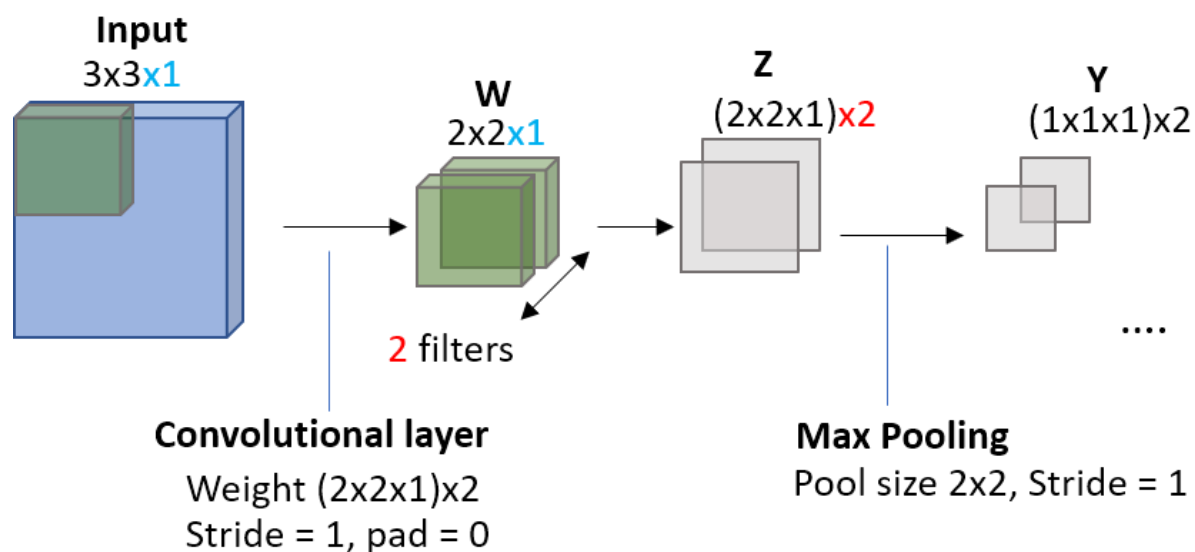 Input
3x3x1
W
2x2x1
Z
(2x2x1)x2
Y
(1x1x1)x2
2 filters
....
Convolutional layer
Weight (2x2x1)x2
Stride = 1, pad = 0
Max Pooling
Pool size 2x2, Stride = 1